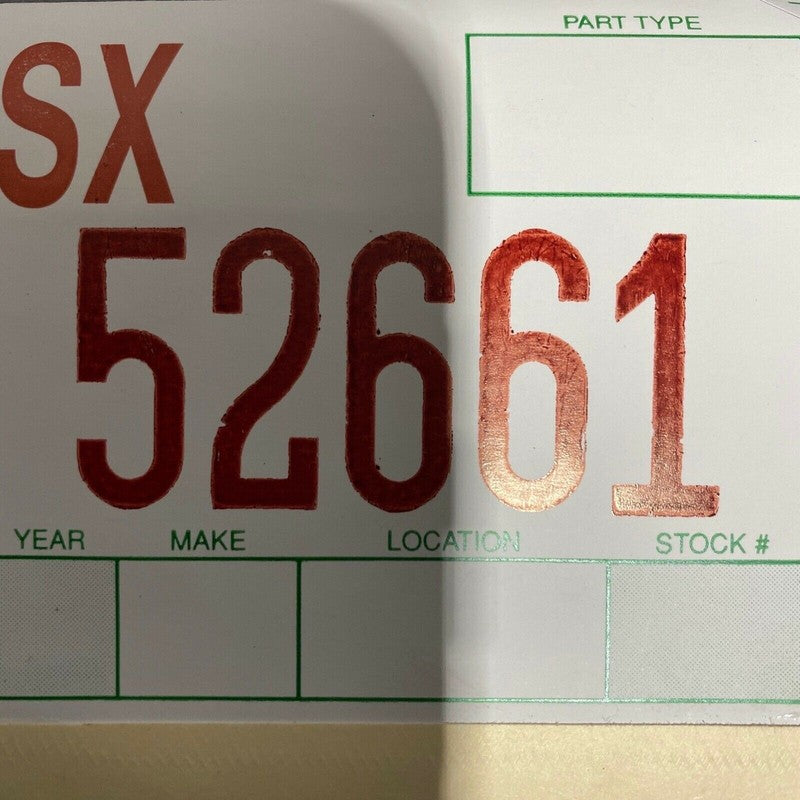 PART TYPE
SX
52661
YEAR MAKE LOCATION STOCK #